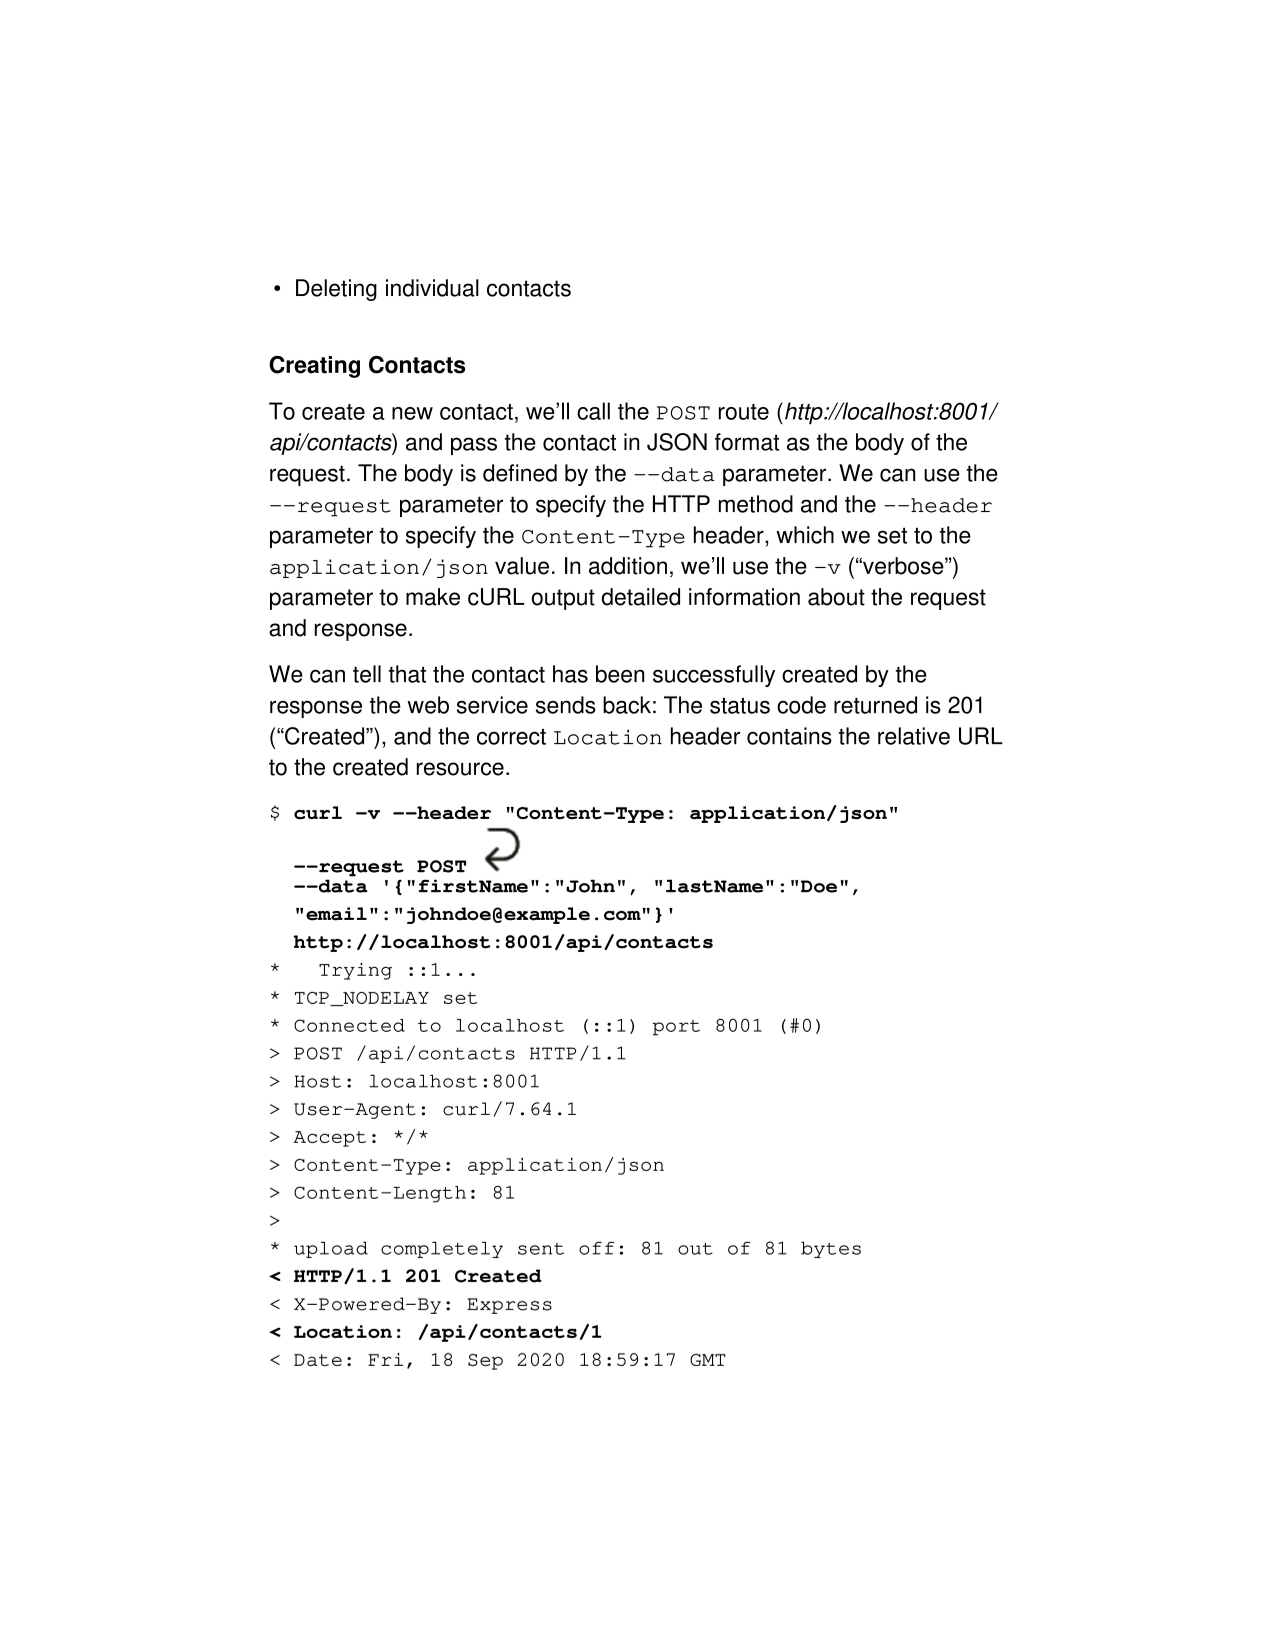 • Deleting individual contacts
Creating Contacts
To create a new contact, we’ll call the POST route (http://localhost:8001/
api/contacts) and pass the contact in JSON format as the body of the
request. The body is defined by the --data parameter. We can use the
--request parameter to specify the HTTP method and the --header
parameter to specify the Content-Type header, which we set to the
application/json value. In addition, we’ll use the -v (“verbose”)
parameter to make cURL output detailed information about the request
and response.
We can tell that the contact has been successfully created by the
response the web service sends back: The status code returned is 201
(“Created”), and the correct Location header contains the relative URL
to the created resource.
$ curl -v --header "Content-Type: application/json"
--request POST
--data '{"firstName":"John", "lastName":"Doe",
"email":"johndoe@example.com"}'
http://localhost:8001/api/contacts
*   Trying ::1...
* TCP_NODELAY set
* Connected to localhost (::1) port 8001 (#0)
> POST /api/contacts HTTP/1.1
> Host: localhost:8001
> User-Agent: curl/7.64.1
> Accept: */*
> Content-Type: application/json
> Content-Length: 81
>
* upload completely sent off: 81 out of 81 bytes
< HTTP/1.1 201 Created
< X-Powered-By: Express
< Location: /api/contacts/1
< Date: Fri, 18 Sep 2020 18:59:17 GMT